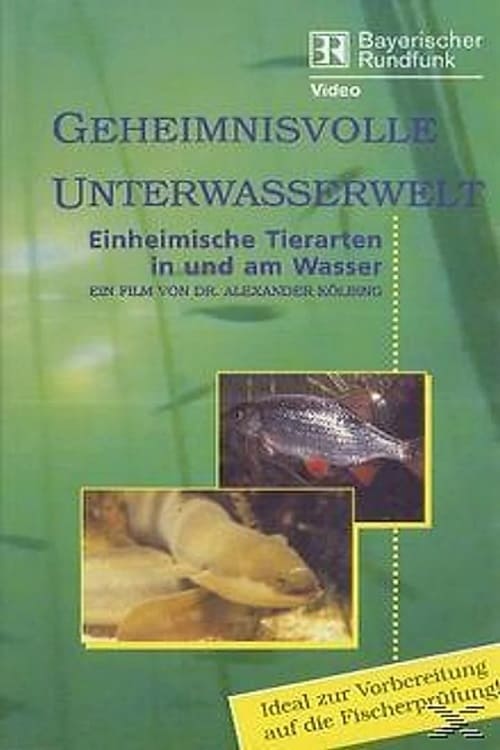 BR
Bayerischer
Rundfunk
Video
GEHEIMNISVOLLE
UNTERWASSERWELT
Einheimische Tierarten
in und am Wasser
EIN FILM VON DR. ALEXANDER KÖLBING
Ideal zur Vorbereitung
auf die Fischerprüfung!